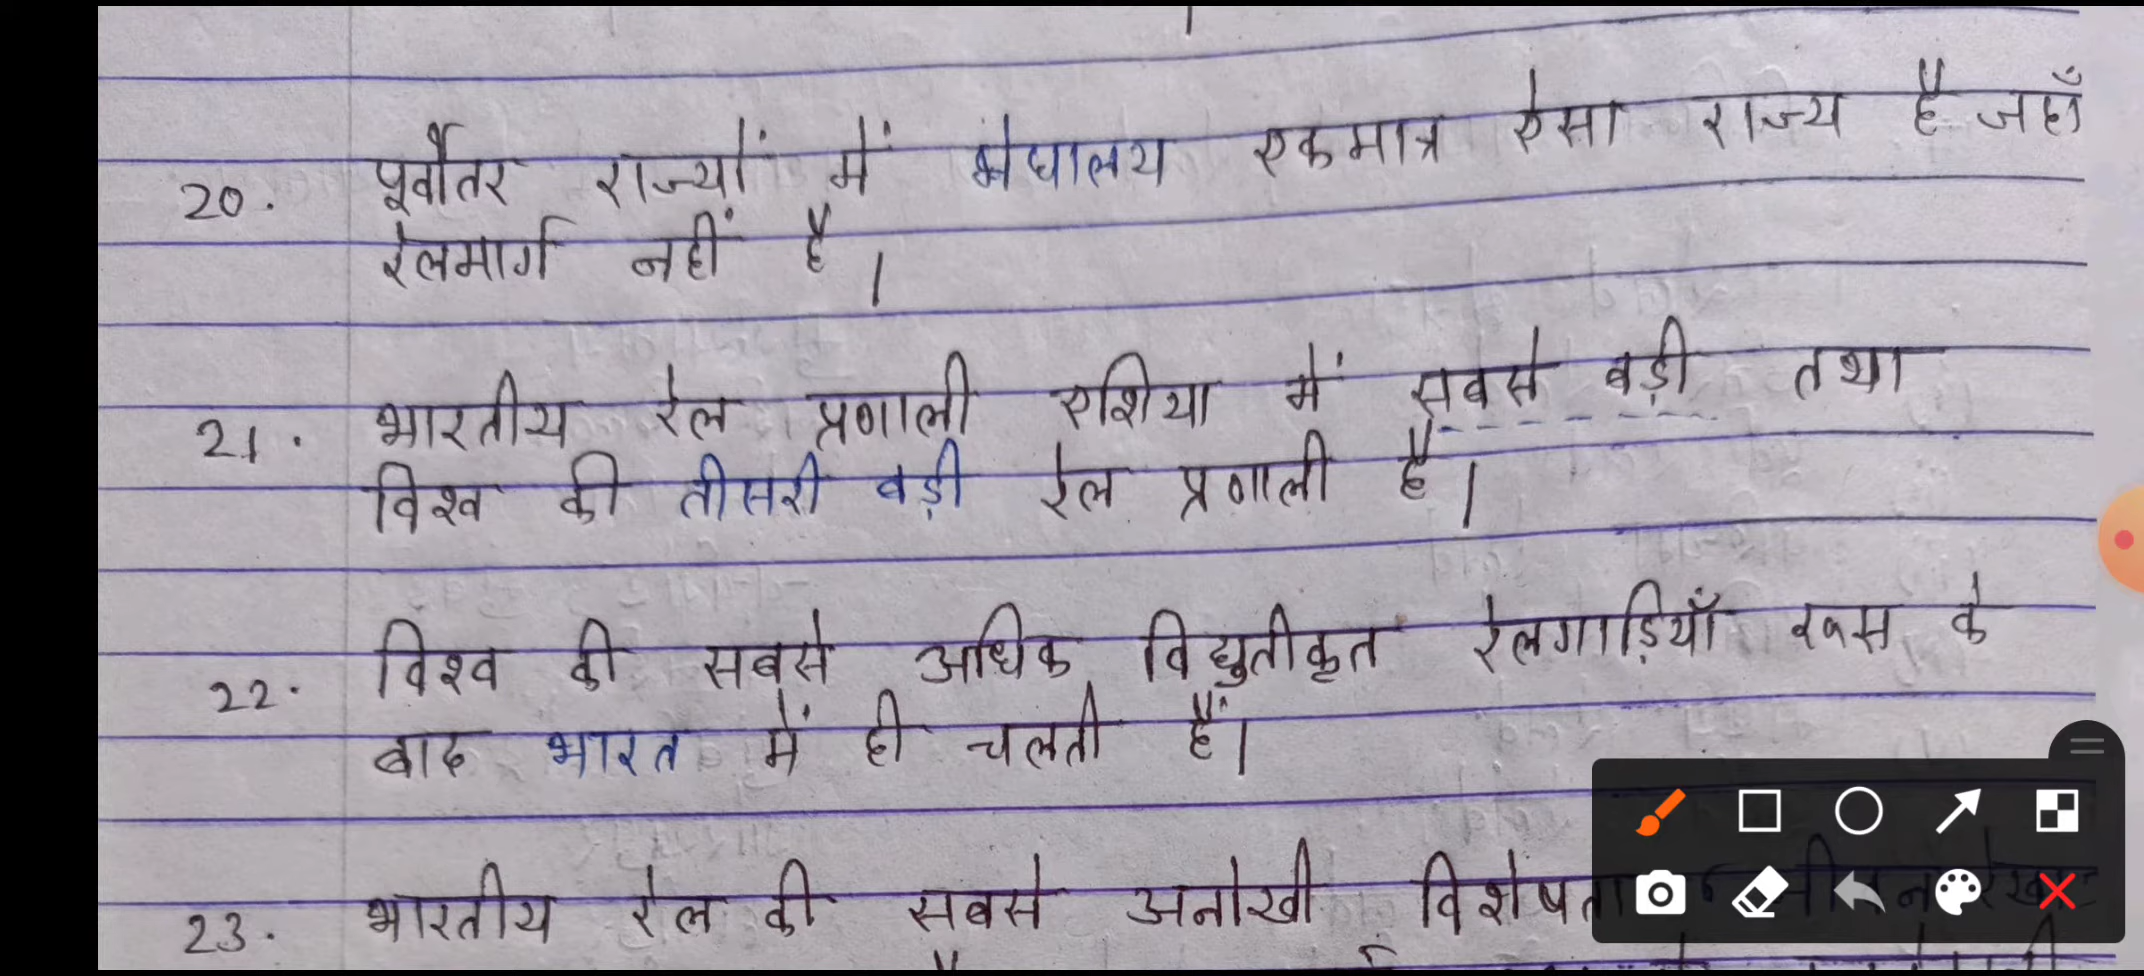 20. पूर्वोतर राज्यों में मेघालय एकमात्र ऐसा राज्य है जहाँ
रेलमार्ग नहीं है।
21. भारतीय रेल प्रणाली एशिया में सबसे बड़ी तथा
विश्व की तीसरी बड़ी रेल प्रणाली है।
22. विश्व की सबसे अधिक विद्युतीकृत रेलगाड़ियाँ रूस के
बाद भारत में ही चलती हैं।
23. भारतीय रेल की सबसे अनोखी विशेषता